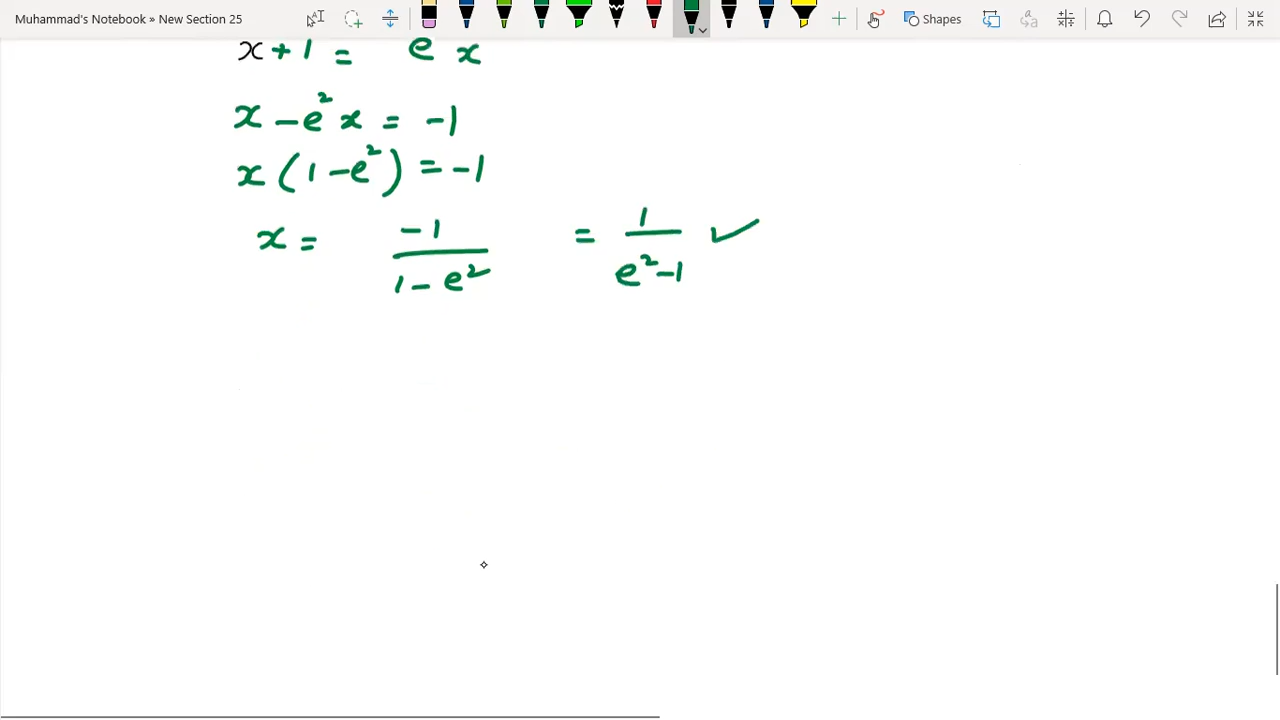 Muhammad's Notebook » New Section 25
Shapes
x + 1 = e x
x - e² x = -1
x (1 - e²) = -1
x = -1 / 1 - e² = 1 / e² - 1 ✓